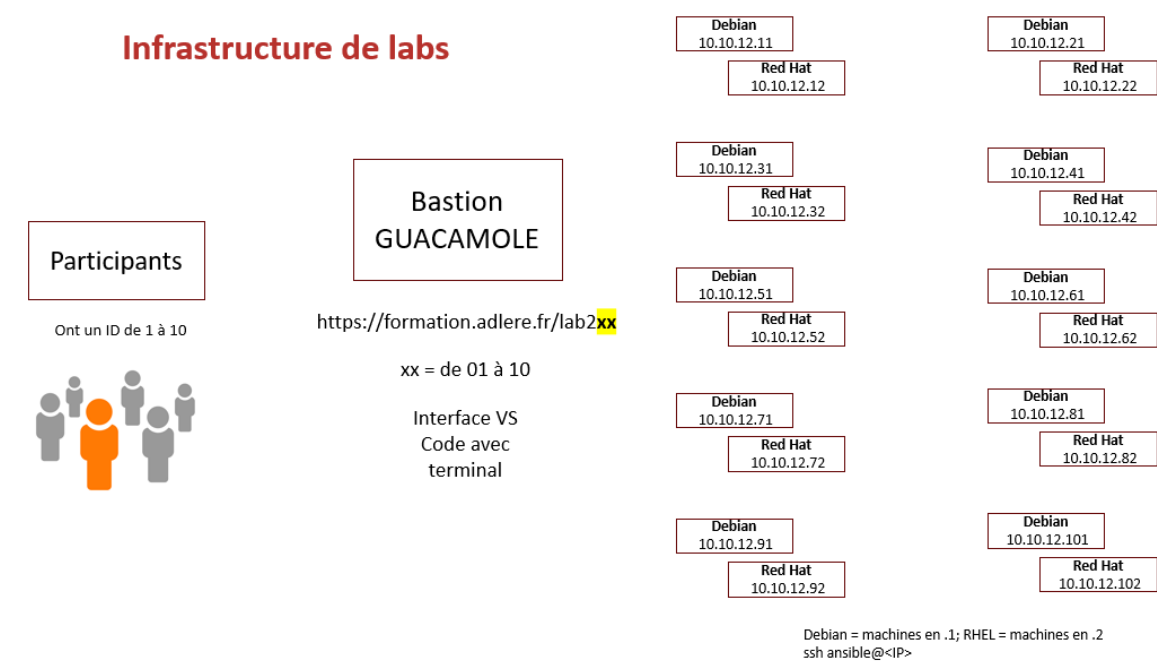 Infrastructure de labs
Participants
Ont un ID de 1 à 10
Bastion
GUACAMOLE
https://formation.adlere.fr/lab2xx
xx = de 01 à 10
Interface VS
Code avec
terminal
Debian
10.10.12.11
Red Hat
10.10.12.12
Debian
10.10.12.21
Red Hat
10.10.12.22
Debian
10.10.12.31
Red Hat
10.10.12.32
Debian
10.10.12.41
Red Hat
10.10.12.42
Debian
10.10.12.51
Red Hat
10.10.12.52
Debian
10.10.12.61
Red Hat
10.10.12.62
Debian
10.10.12.71
Red Hat
10.10.12.72
Debian
10.10.12.81
Red Hat
10.10.12.82
Debian
10.10.12.91
Red Hat
10.10.12.92
Debian
10.10.12.101
Red Hat
10.10.12.102
Debian = machines en .1; RHEL = machines en .2
ssh ansible@<IP>